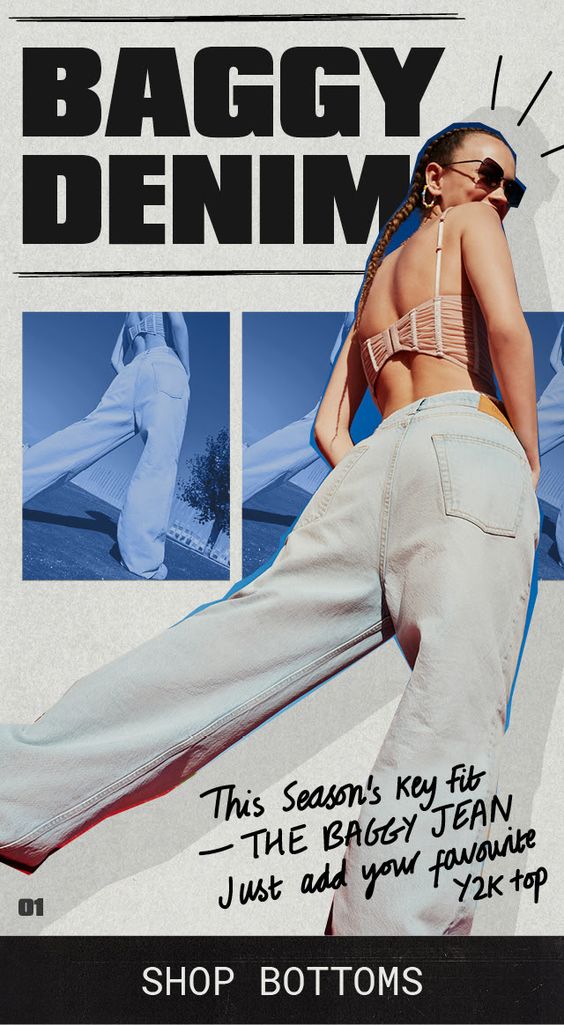 BAGGY
DENIM
This Season's key fit
— THE BAGGY JEAN
Just add your favourite
Y2K top
01
SHOP BOTTOMS